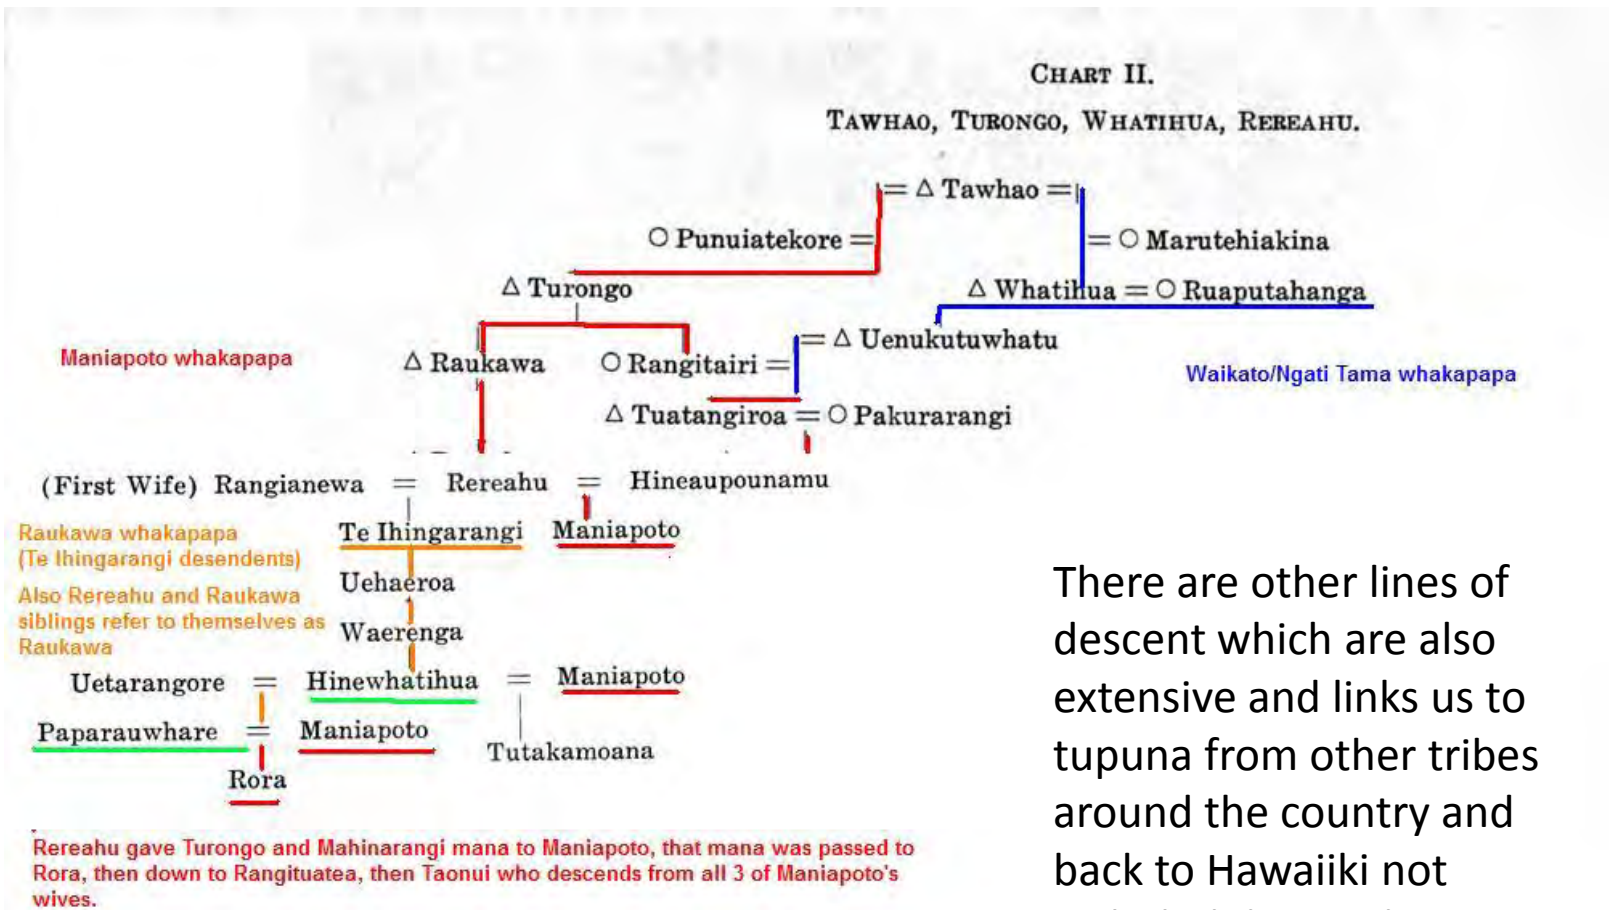 CHART II.
TAWHAO, TURONGO, WHATIHUA, REREAHU.
= △ Tawhao =
○ Punuiatekore =
= ○ Marutehiakina
△ Turongo
△ Whatihua = ○ Ruaputahanga
= △ Uenukutuwhatu
Maniapoto whakapapa
△ Raukawa
○ Rangitairi =
Waikato/Ngati Tama whakapapa
△ Tuatangiroa = ○ Pakurarangi
(First Wife) Rangianewa = Rereahu = Hineaupounamu
Raukawa whakapapa
(Te Ihingarangi desendents)
Te Ihingarangi
Maniapoto
Also Rereahu and Raukawa
siblings refer to themselves as
Raukawa
Uehaeroa
Waerenga
Uetarangore = Hinewhatihua = Maniapoto
Paparauwhare = Maniapoto
Tutakamoana
Rora
Rereahu gave Turongo and Mahinarangi mana to Maniapoto, that mana was passed to
Rora, then down to Rangituatea, then Taonui who descends from all 3 of Maniapoto's
wives.
There are other lines of
descent which are also
extensive and links us to
tupuna from other tribes
around the country and
back to Hawaiiki not